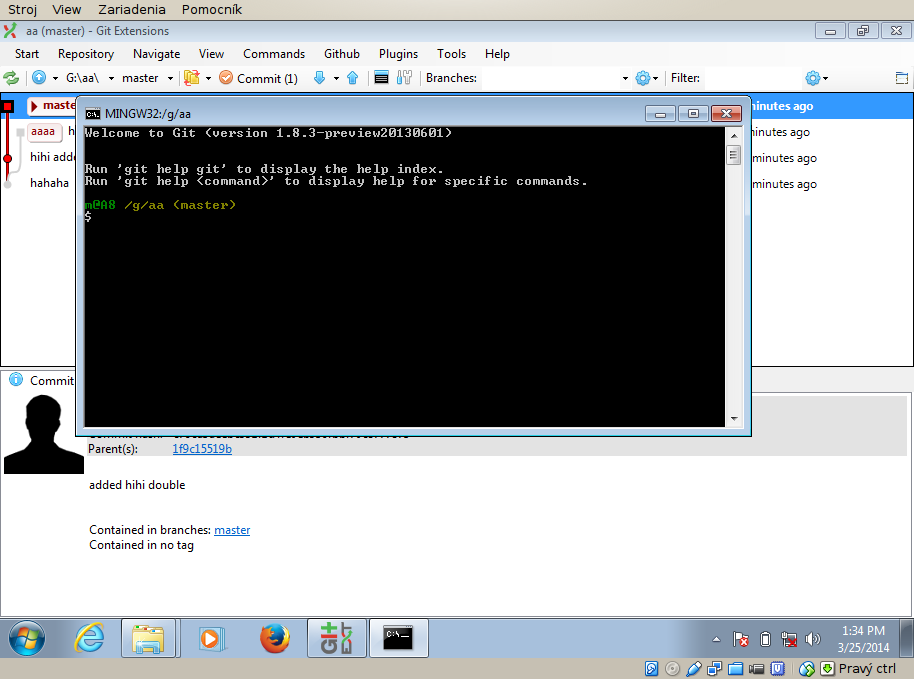 Stroj View Zariadenia Pomocník
aa (master) - Git Extensions
Start Repository Navigate View Commands Github Plugins Tools Help
G:\aa\ master Commit (1) Branches: Filter:
MINGW32:/g/aa
Welcome to Git (version 1.8.3-preview20130601)
Run 'git help git' to display the help index.
Run 'git help <command>' to display help for specific commands.
m@A8 /g/aa (master)
$
maste
minutes ago
aaaa h
minutes ago
hihi adde
minutes ago
hahaha
minutes ago
Commit
Parent(s): 1f9c15519b
added hihi double
Contained in branches: master
Contained in no tag
GIT EXT
C:\_
1:34 PM
3/25/2014
Pravý ctrl